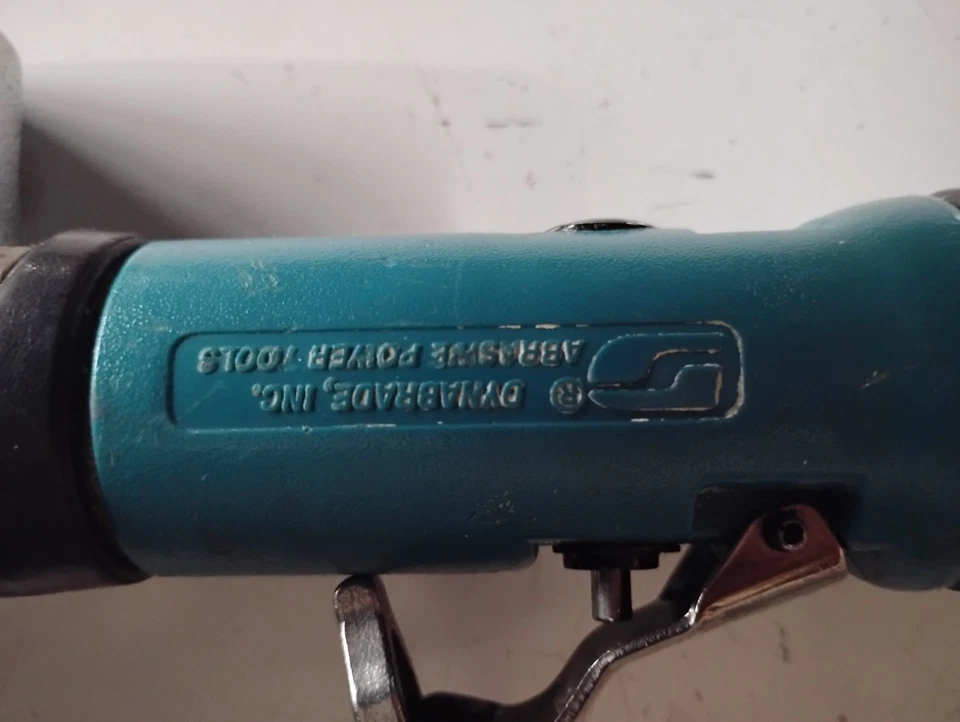 ® DYNABRADE, INC.
ABRASIVE POWER TOOLS